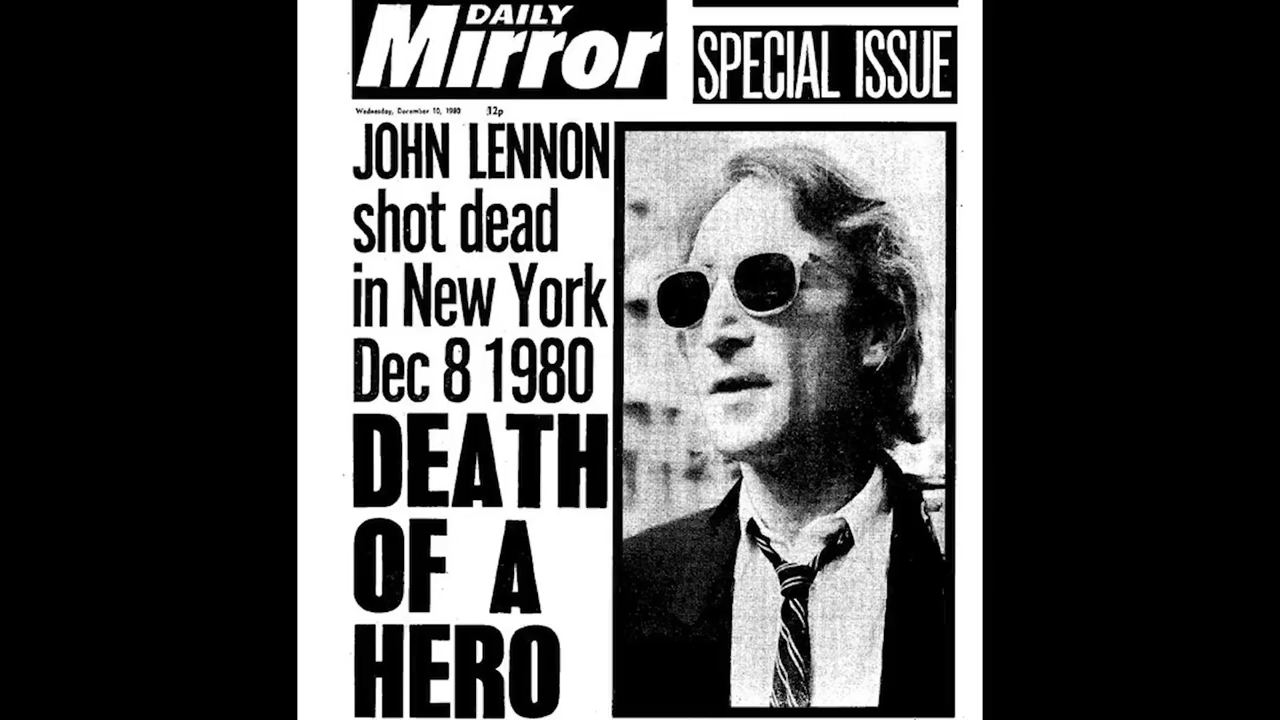 DAILY
Mirror
SPECIAL ISSUE
Wednesday, December 10, 1980 12p
JOHN LENNON
shot dead
in New York
Dec 8 1980
DEATH
OF A
HERO